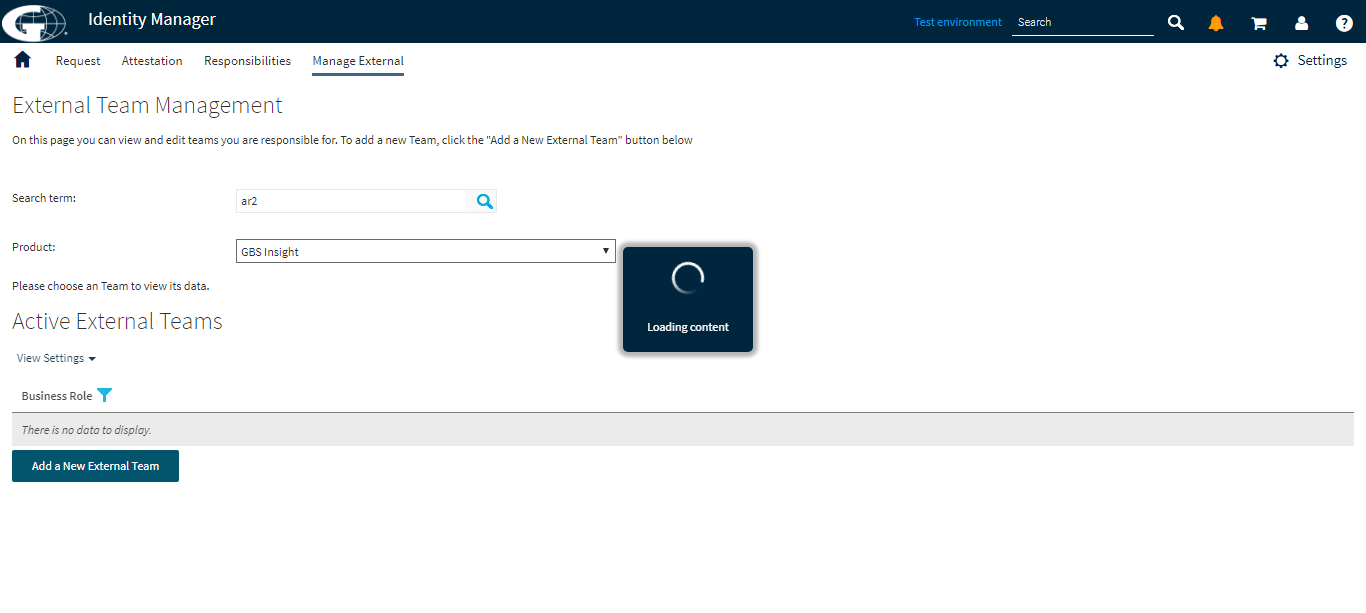 Identity Manager
Test environment
Search
Request
Attestation
Responsibilities
Manage External
Settings
External Team Management
On this page you can view and edit teams you are responsible for. To add a new Team, click the "Add a New External Team" button below
Search term:
ar2
Product:
GBS Insight
Loading content
Please choose an Team to view its data.
Active External Teams
View Settings
Business Role
There is no data to display.
Add a New External Team